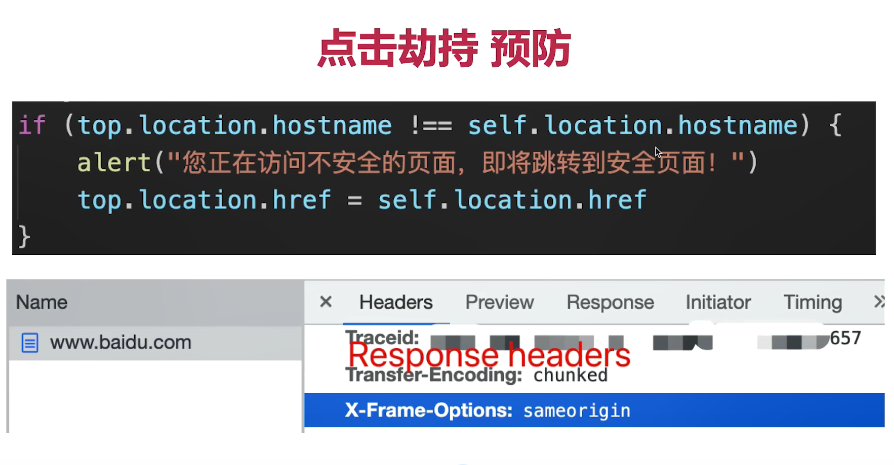 点击劫持 预防
if (top.location.hostname !== self.location.hostname) {
alert("您正在访问不安全的页面，即将跳转到安全页面！")
top.location.href = self.location.href
}
Name
× Headers Preview Response Initiator Timing »
www.baidu.com
Traceid: 657
Response headers
Transfer-Encoding: chunked
X-Frame-Options: sameorigin